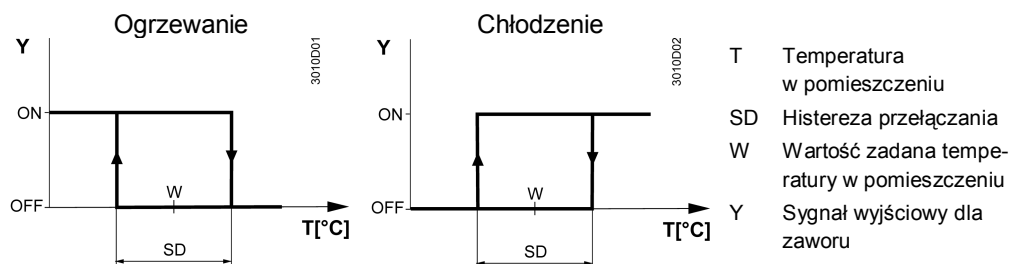 Ogrzewanie
Y
3010D01
ON
W
OFF
T[°C]
SD
Chłodzenie
Y
3010D02
ON
W
OFF
T[°C]
SD
T Temperatura
w pomieszczeniu
SD Histereza przełączania
W Wartość zadana tempe-
ratury w pomieszczeniu
Y Sygnał wyjściowy dla
zaworu